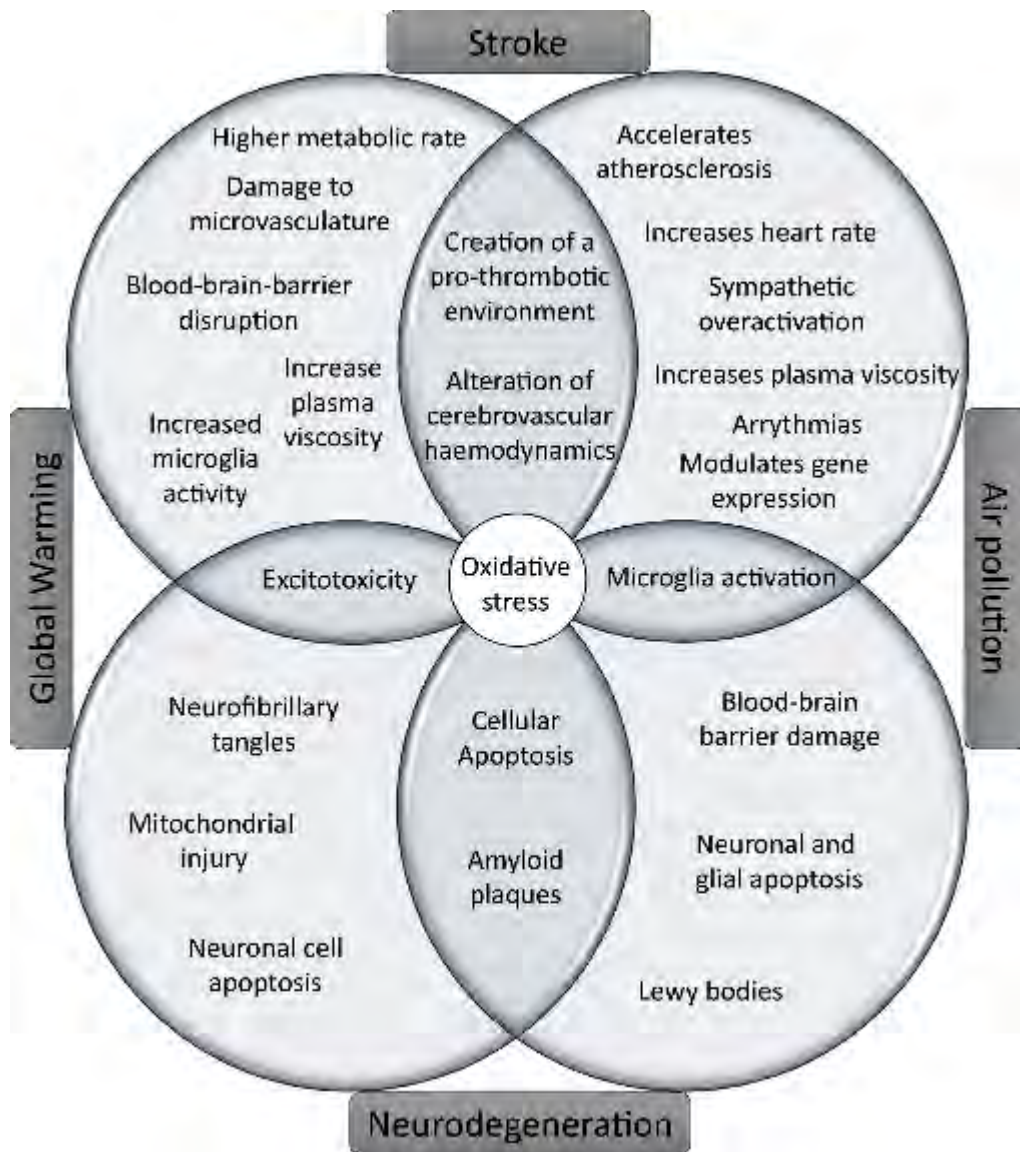 Stroke
Higher metabolic rate
Damage to
microvasculature
Blood-brain-barrier
disruption
Increase
plasma
viscosity
Increased
microglia
activity
Creation of a
pro-thrombotic
environment
Alteration of
cerebrovascular
haemodynamics
Accelerates
atherosclerosis
Increases heart rate
Sympathetic
overactivation
Increases plasma viscosity
Arrythmias
Modulates gene
expression
Global Warming
Air pollution
Excitotoxicity
Oxidative
stress
Microglia activation
Neurofibrillary
tangles
Mitochondrial
injury
Neuronal cell
apoptosis
Cellular
Apoptosis
Amyloid
plaques
Blood-brain
barrier damage
Neuronal and
glial apoptosis
Lewy bodies
Neurodegeneration